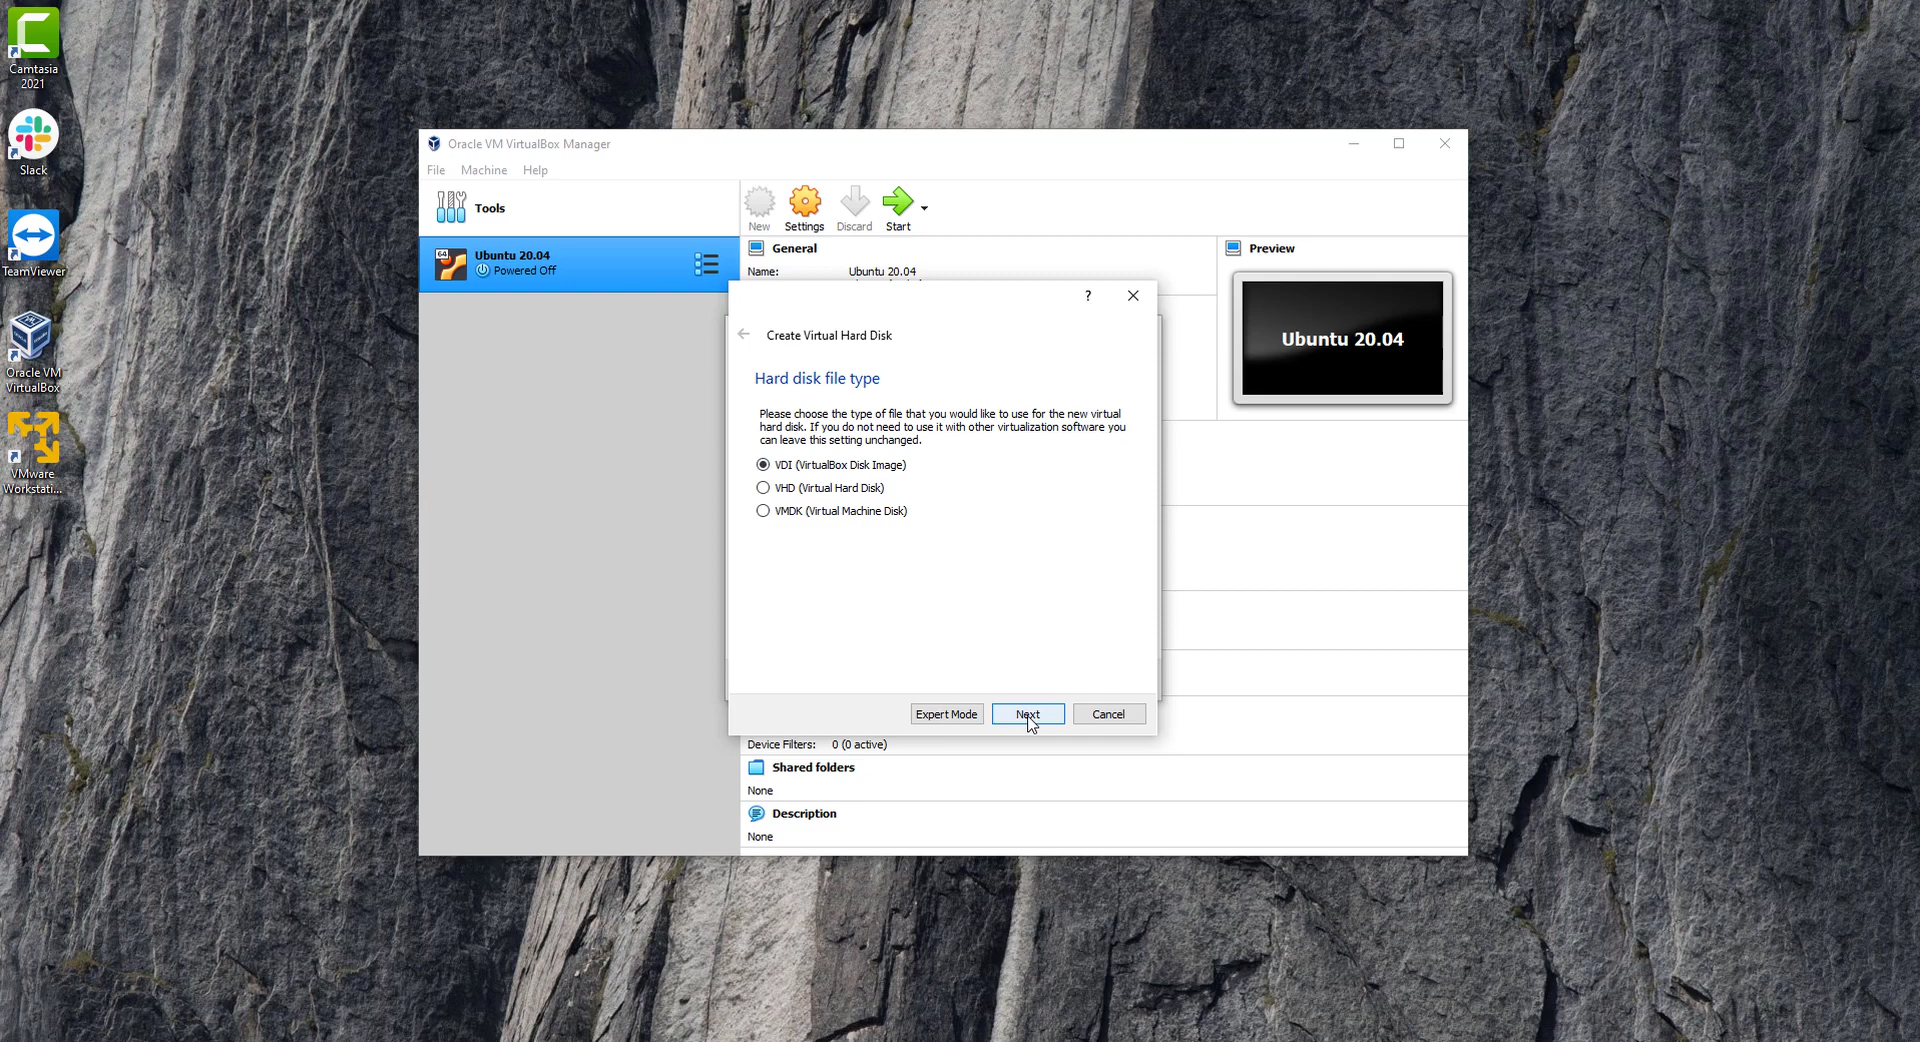 Camtasia
2021
Slack
TeamViewer
Oracle VM
VirtualBox
VMware
Workstati...
Oracle VM VirtualBox Manager
File Machine Help
Tools
New Settings Discard Start
Ubuntu 20.04
Powered Off
64
General
Name: Ubuntu 20.04
Preview
Ubuntu 20.04
?
Create Virtual Hard Disk
Hard disk file type
Please choose the type of file that you would like to use for the new virtual
hard disk. If you do not need to use it with other virtualization software you
can leave this setting unchanged.
VDI (VirtualBox Disk Image)
VHD (Virtual Hard Disk)
VMDK (Virtual Machine Disk)
Expert Mode Next Cancel
Device Filters: 0 (0 active)
Shared folders
None
Description
None